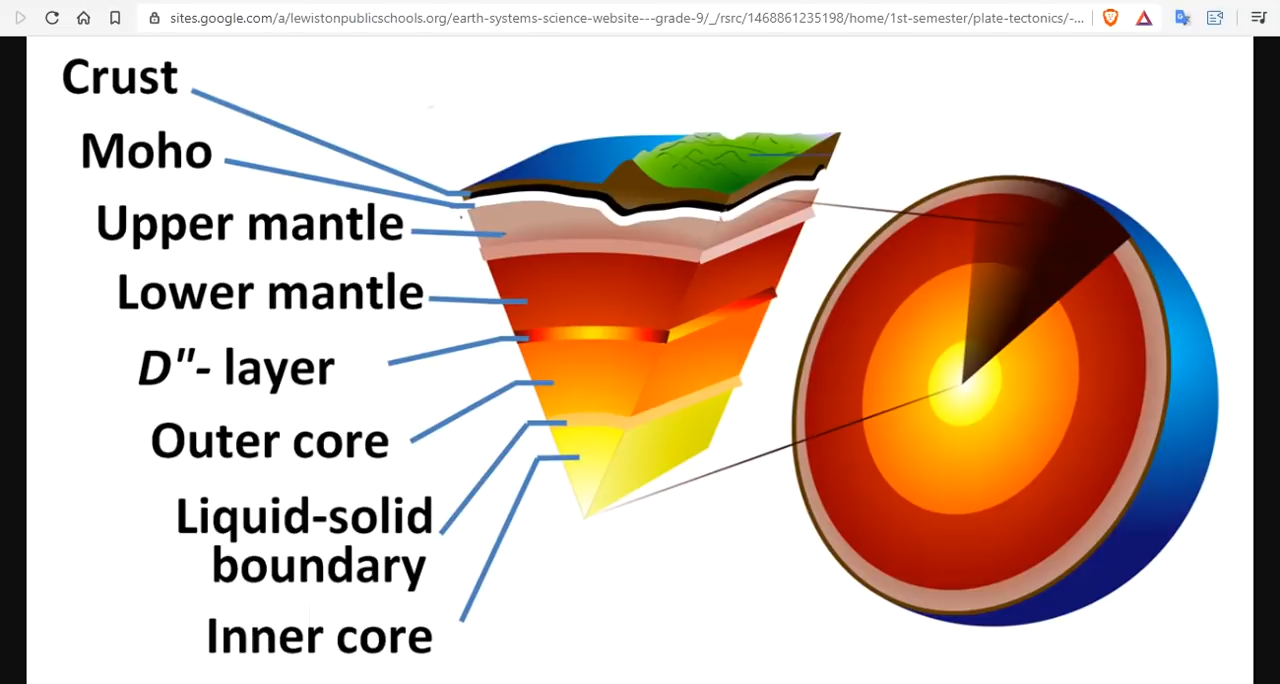 sites.google.com/a/lewistonpublicschools.org/earth-systems-science-website---grade-9/_/rsrc/1468861235198/home/1st-semester/plate-tectonics/-...
Crust
Moho
Upper mantle
Lower mantle
D"- layer
Outer core
Liquid-solid
boundary
Inner core